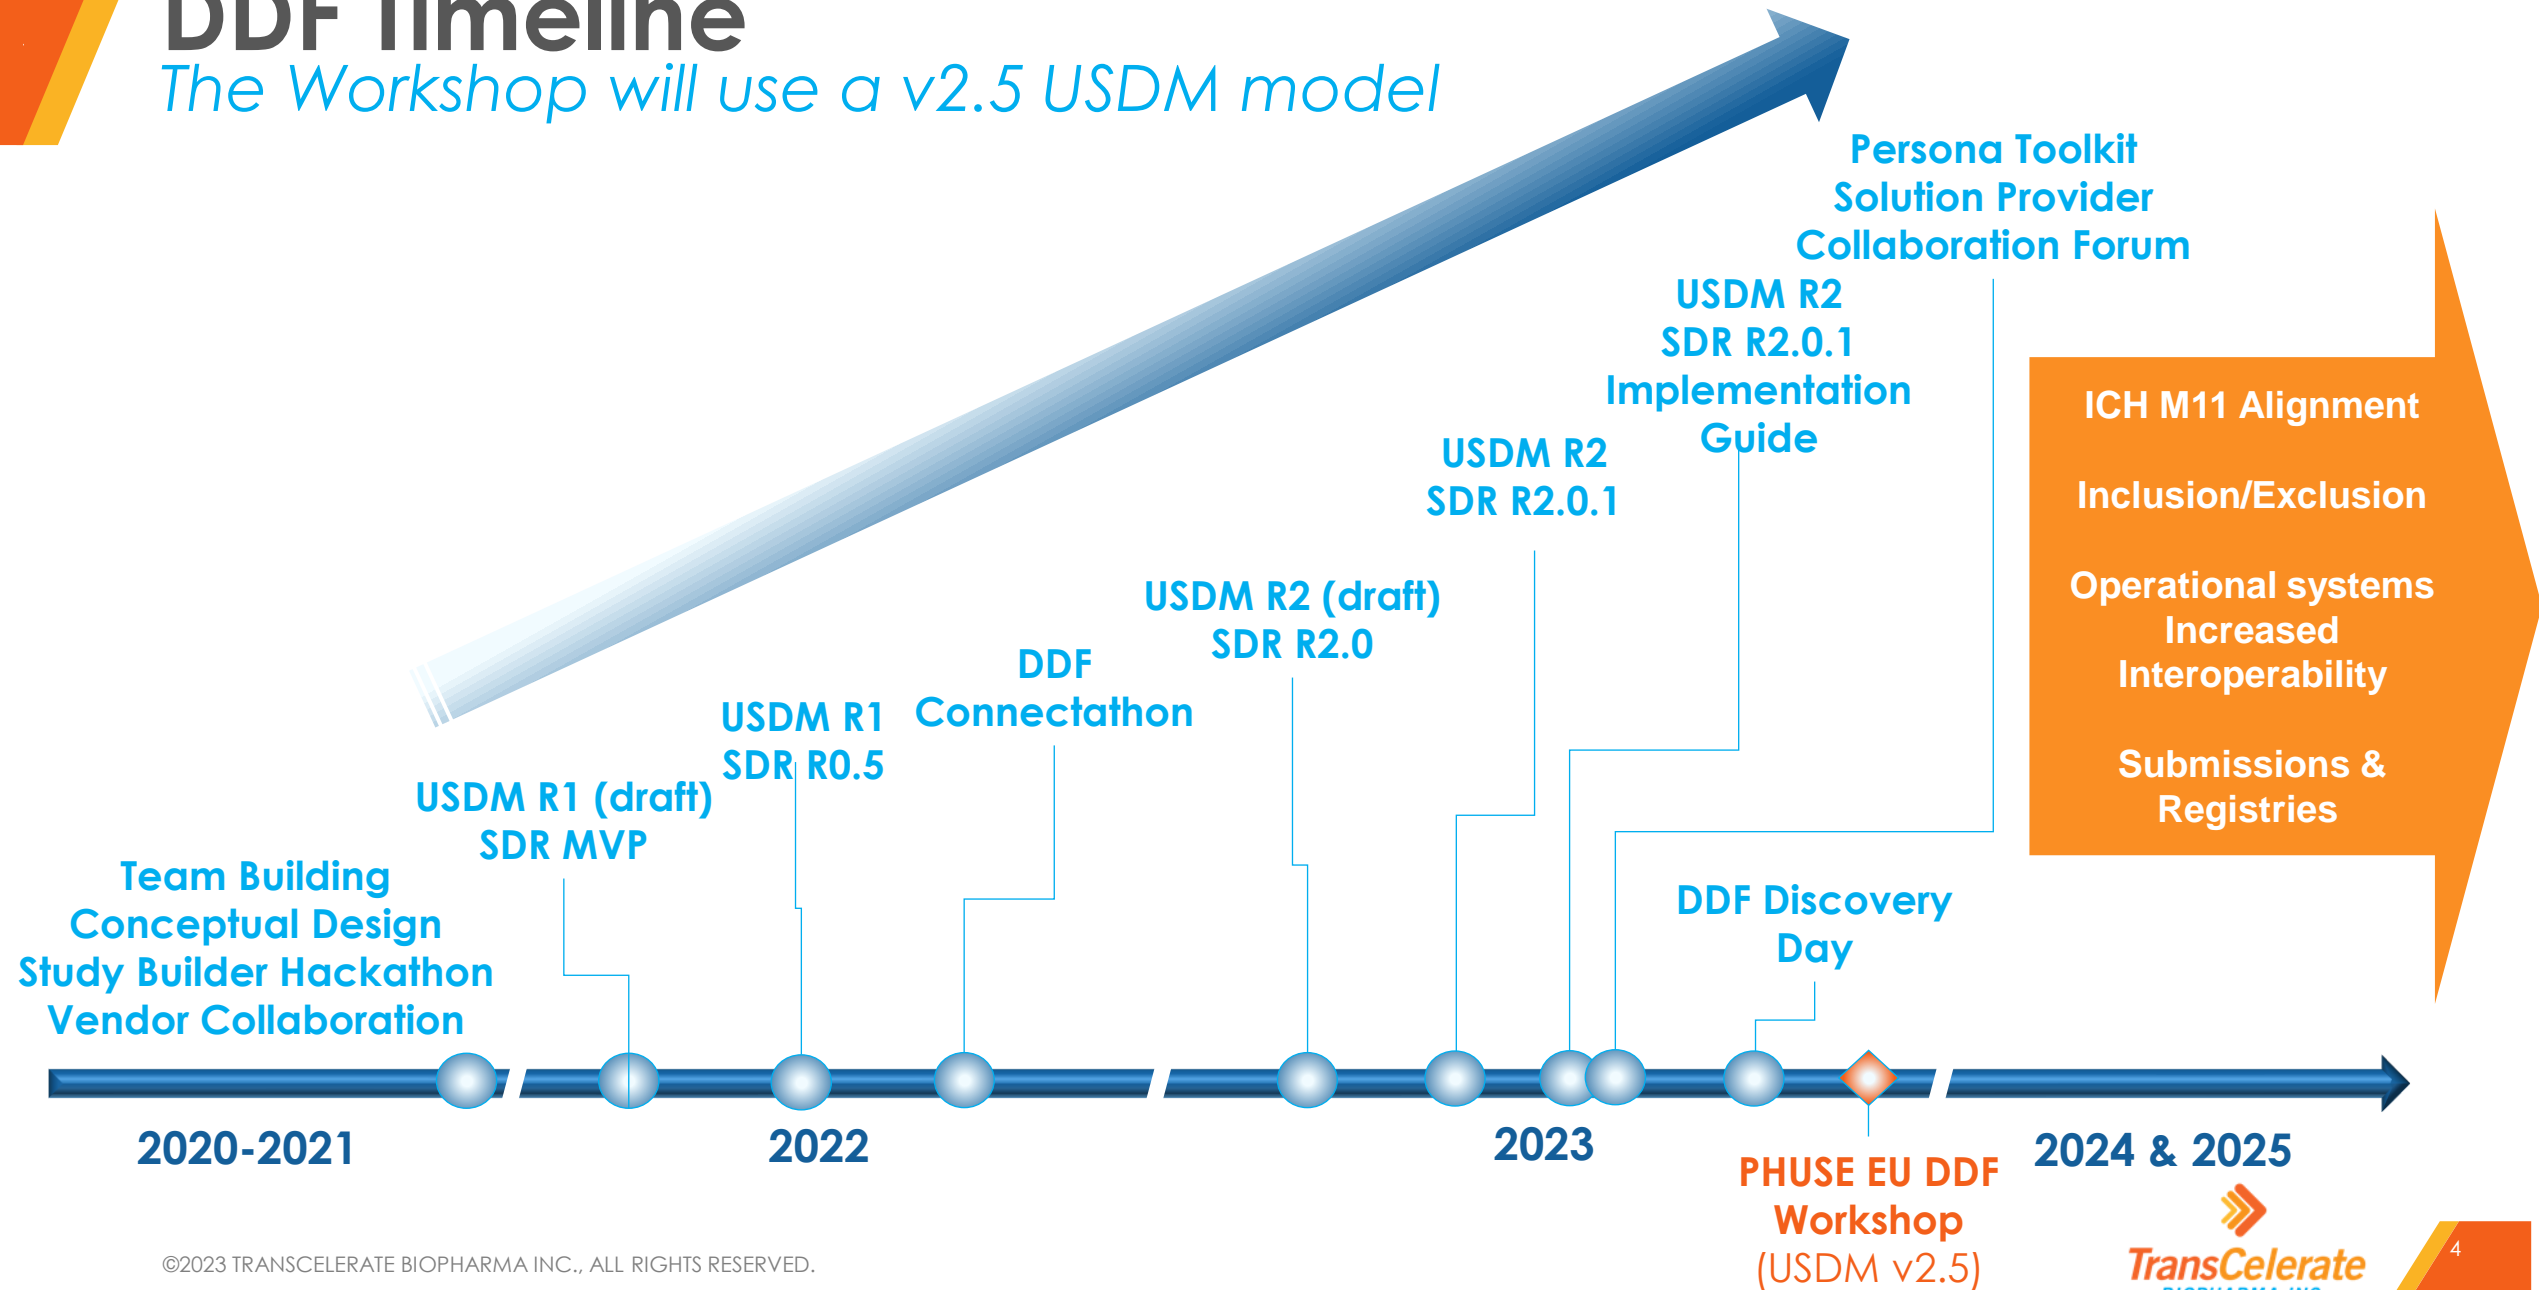 DDF Timeline
The Workshop will use a v2.5 USDM model
Persona Toolkit
Solution Provider
Collaboration Forum
USDM R2
SDR R2.0.1
Implementation
Guide
USDM R2
SDR R2.0.1
USDM R2 (draft)
SDR R2.0
DDF
Connectathon
USDM R1
SDR R0.5
USDM R1 (draft)
SDR MVP
Team Building
Conceptual Design
Study Builder Hackathon
Vendor Collaboration
DDF Discovery
Day
ICH M11 Alignment
Inclusion/Exclusion
Operational systems
Increased
Interoperability
Submissions &
Registries
2020-2021
2022
2023
2024 & 2025
PHUSE EU DDF
Workshop
(USDM v2.5)
©2023 TRANSCELERATE BIOPHARMA INC., ALL RIGHTS RESERVED.
TransCelerate
BIOPHARMA INC
4